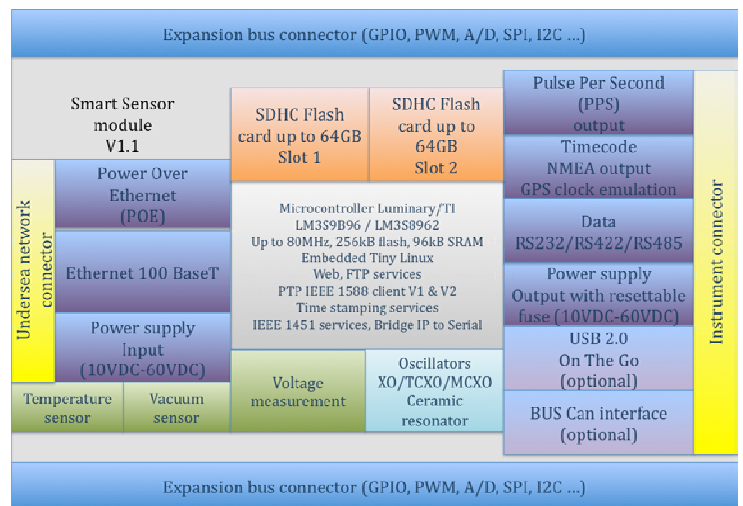 Expansion bus connector (GPIO, PWM, A/D, SPI, I2C ...)
Smart Sensor
module
V1.1
Undersea network
connector
Power Over
Ethernet
(POE)
Ethernet 100 BaseT
Power supply
Input
(10VDC-60VDC)
Temperature
sensor
Vacuum
sensor
SDHC Flash
card up to 64GB
Slot 1
SDHC Flash
card up to
64GB
Slot 2
Microcontroller Luminary/TI
LM3S9B96 / LM3S8962
Up to 80MHz, 256kB flash, 96kB SRAM
Embedded Tiny Linux
Web, FTP services
PTP IEEE 1588 client V1 & V2
Time stamping services
IEEE 1451 services, Bridge IP to Serial
Voltage
measurement
Oscillators
XO/TCXO/MCXO
Ceramic
resonator
Pulse Per Second
(PPS)
output
Timecode
NMEA output
GPS clock emulation
Data
RS232/RS422/RS485
Power supply
Output with resettable
fuse (10VDC-60VDC)
USB 2.0
On The Go
(optional)
BUS Can interface
(optional)
Instrument connector
Expansion bus connector (GPIO, PWM, A/D, SPI, I2C ...)